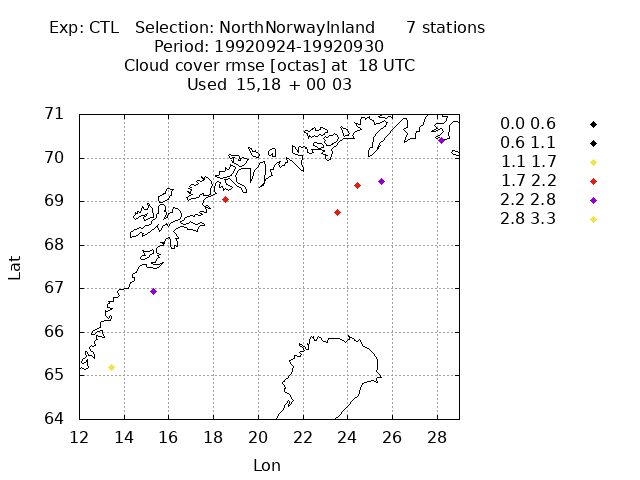 Exp: CTL   Selection: NorthNorwayInland      7 stations
Period: 19920924-19920930
Cloud cover rmse [octas] at  18 UTC
Used  15,18 + 00 03
71
70
69
68
67
66
65
64
Lat
12 14 16 18 20 22 24 26 28
Lon
0.0 0.6
0.6 1.1
1.1 1.7
1.7 2.2
2.2 2.8
2.8 3.3